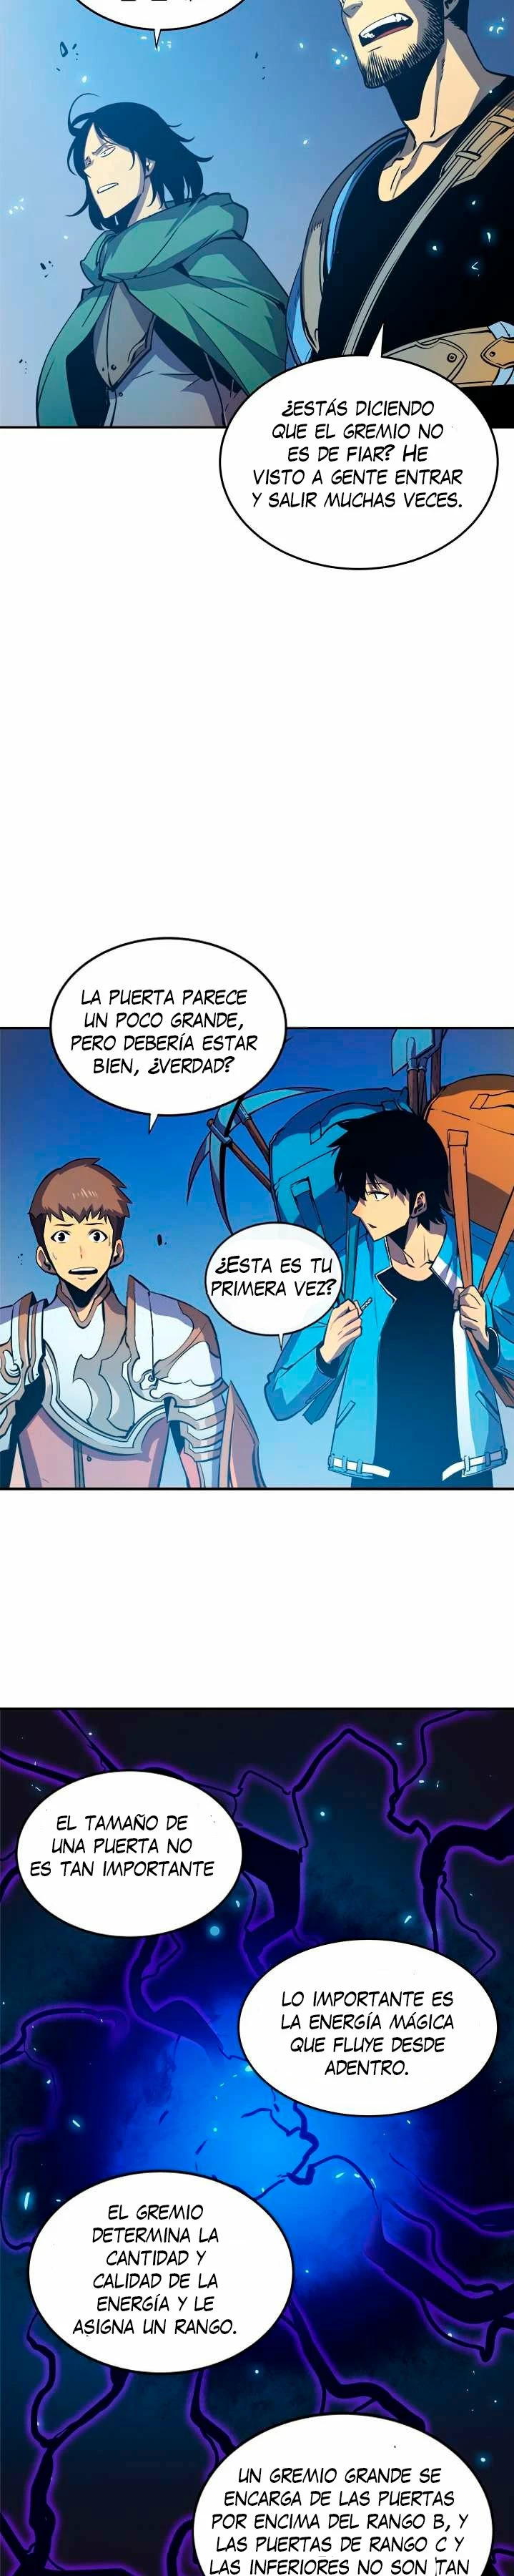 ¿ESTÁS DICIENDO
QUE EL GREMIO NO
ES DE FIAR? HE
VISTO A GENTE ENTRAR
Y SALIR MUCHAS VECES.
LA PUERTA PARECE
UN POCO GRANDE,
PERO DEBERÍA ESTAR
BIEN, ¿VERDAD?
¿ESTA ES TU
PRIMERA VEZ?
EL TAMAÑO DE
UNA PUERTA NO
ES TAN IMPORTANTE
LO IMPORTANTE ES
LA ENERGÍA MÁGICA
QUE FLUYE DESDE
ADENTRO.
EL GREMIO
DETERMINA LA
CANTIDAD Y
CALIDAD DE LA
ENERGÍA Y LE
ASIGNA UN RANGO.
UN GREMIO GRANDE SE
ENCARGA DE LAS PUERTAS
POR ENCIMA DEL RANGO B, Y
LAS PUERTAS DE RANGO C Y
LAS INFERIORES NO SON TAN